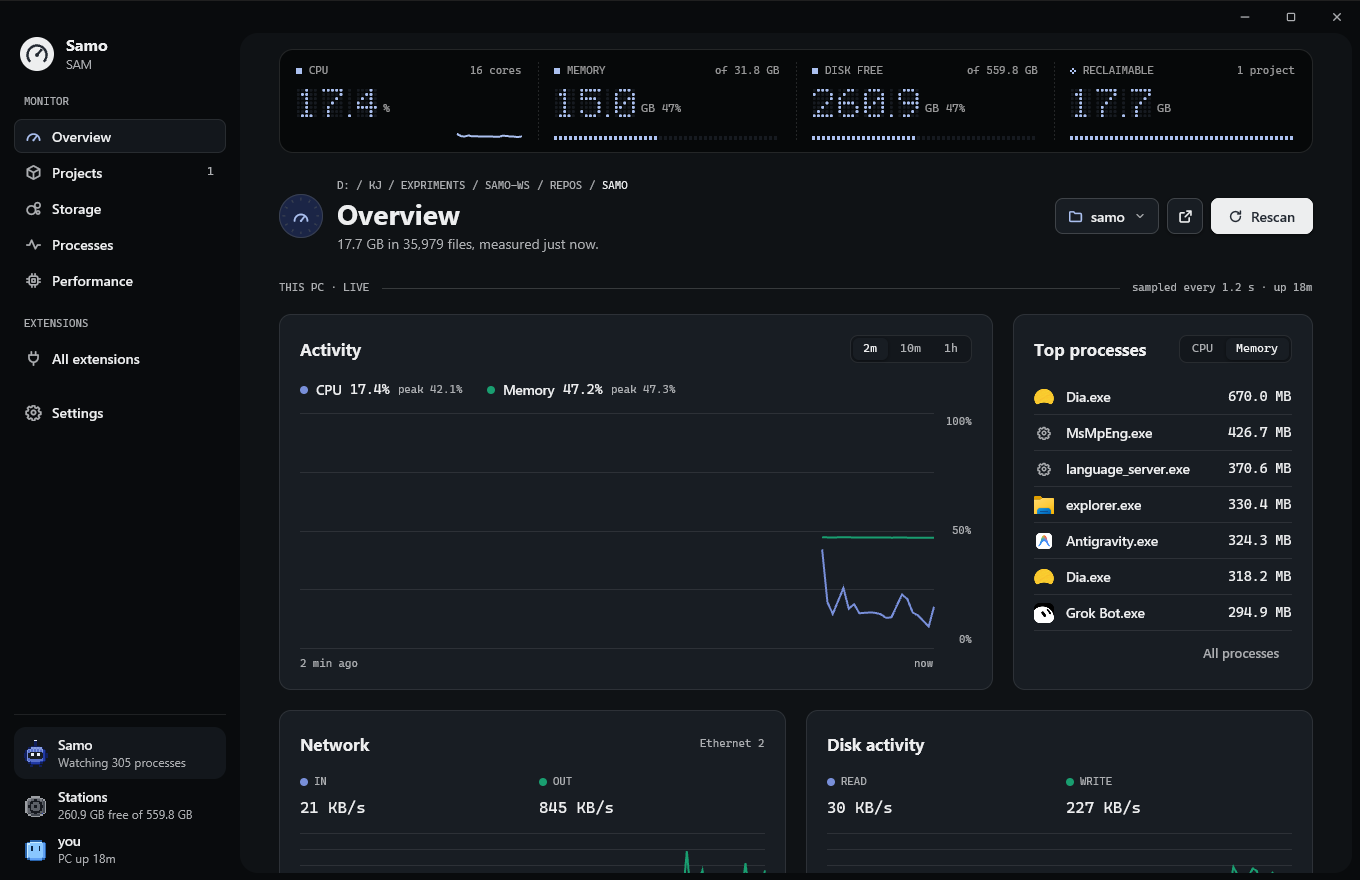 Samo
SAM
MONITOR
Overview
Projects 1
Storage
Processes
Performance
EXTENSIONS
All extensions
Settings
Samo
Watching 305 processes
Stations
260.9 GB free of 559.8 GB
you
PC up 18m
CPU 16 cores
17.4 %
MEMORY of 31.8 GB
15.0 GB 47%
DISK FREE of 559.8 GB
260.9 GB 47%
RECLAIMABLE 1 project
17.7 GB
D: / KJ / EXPRIMENTS / SAMO-WS / REPOS / SAMO
Overview
17.7 GB in 35,979 files, measured just now.
samo
Rescan
THIS PC · LIVE
sampled every 1.2 s · up 18m
Activity
2m 10m 1h
CPU 17.4% peak 42.1% Memory 47.2% peak 47.3%
100%
50%
0%
2 min ago now
Top processes
CPU Memory
Dia.exe 670.0 MB
MsMpEng.exe 426.7 MB
language_server.exe 370.6 MB
explorer.exe 330.4 MB
Antigravity.exe 324.3 MB
Dia.exe 318.2 MB
Grok Bot.exe 294.9 MB
All processes
Network Ethernet 2
IN OUT
21 KB/s 845 KB/s
Disk activity
READ WRITE
30 KB/s 227 KB/s